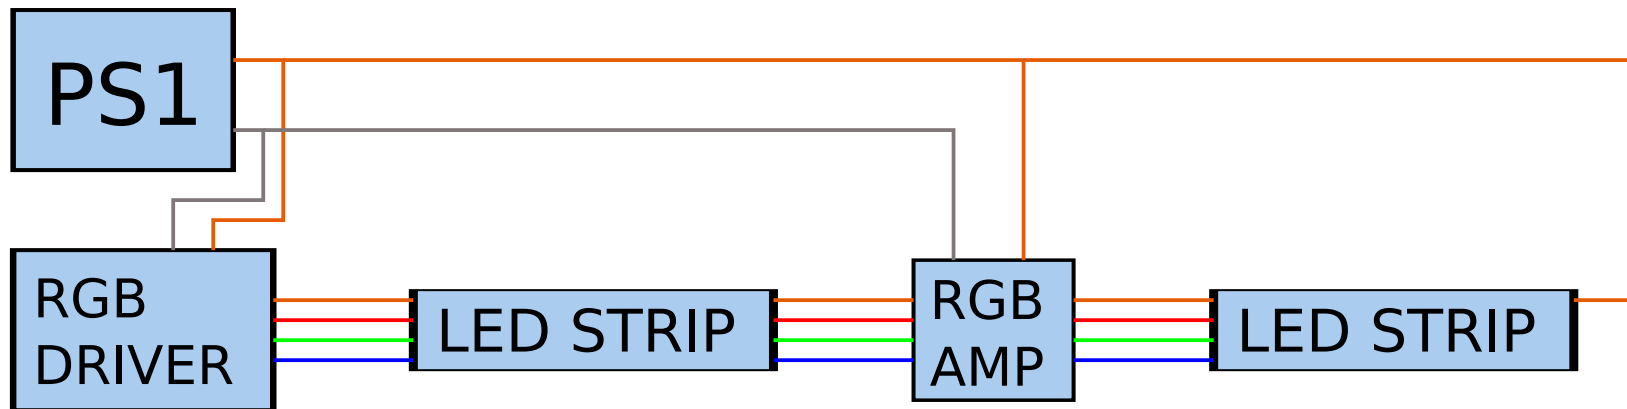 PS1
RGB
DRIVER
LED STRIP
RGB
AMP
LED STRIP